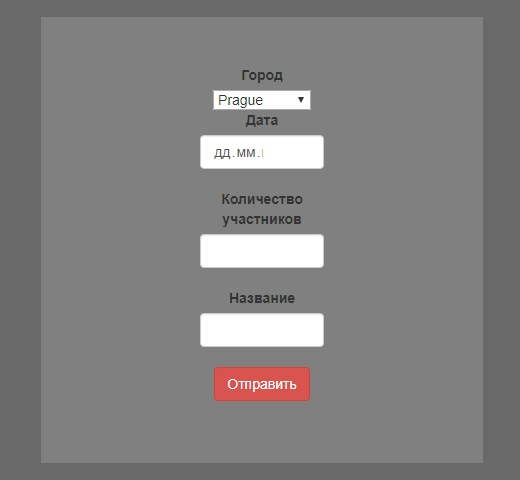 Город
Prague
Дата
дд.мм.
Количество
участников
Название
Отправить